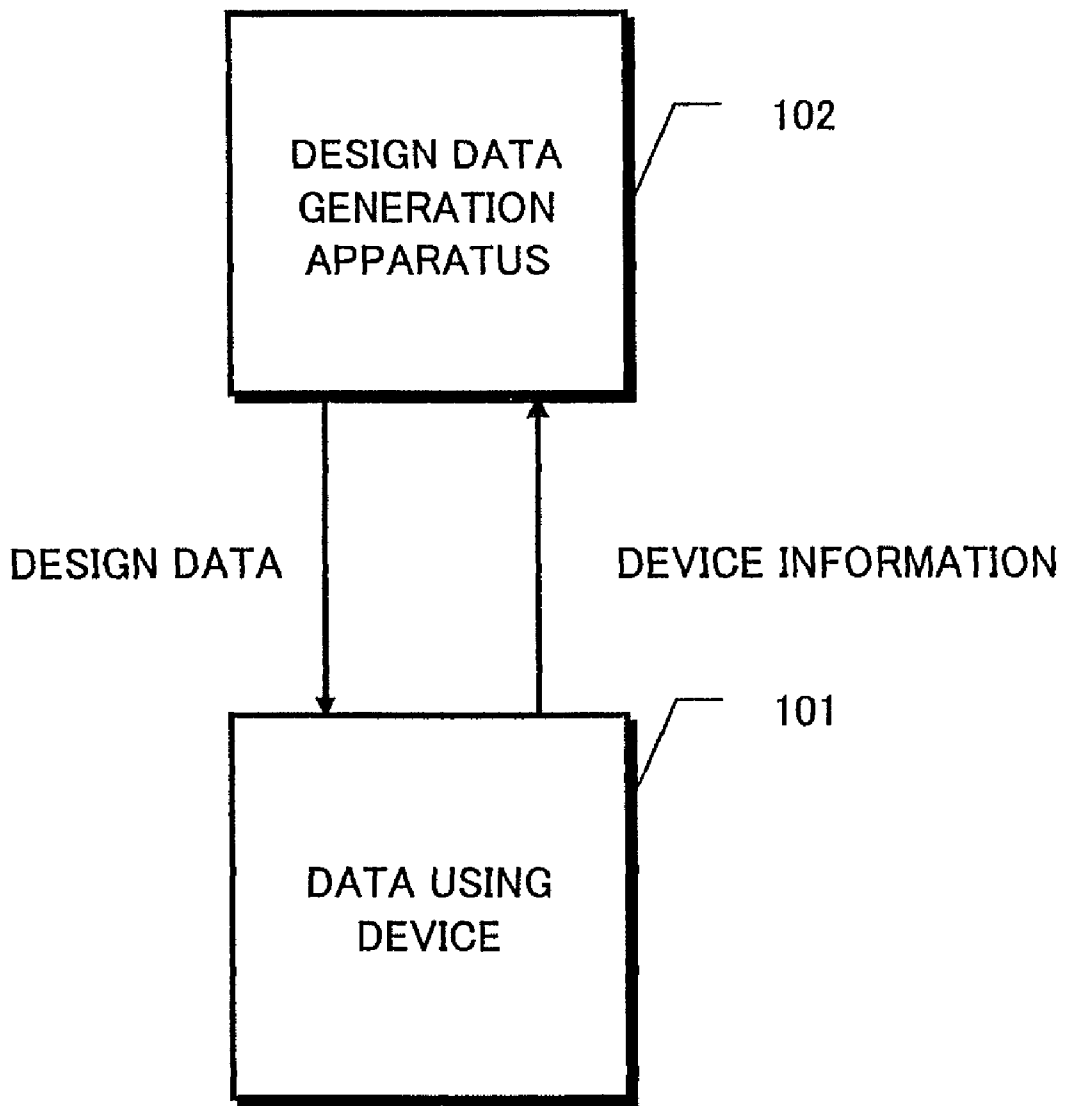 DESIGN DATA
GENERATION
APPARATUS
102
DESIGN DATA
DEVICE INFORMATION
101
DATA USING
DEVICE